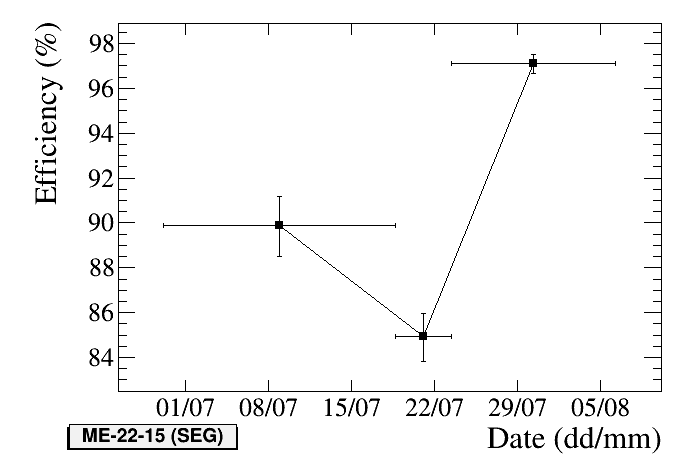 Efficiency (%)
98
96
94
92
90
88
86
84
01/07 08/07 15/07 22/07 29/07 05/08
ME-22-15 (SEG)
Date (dd/mm)